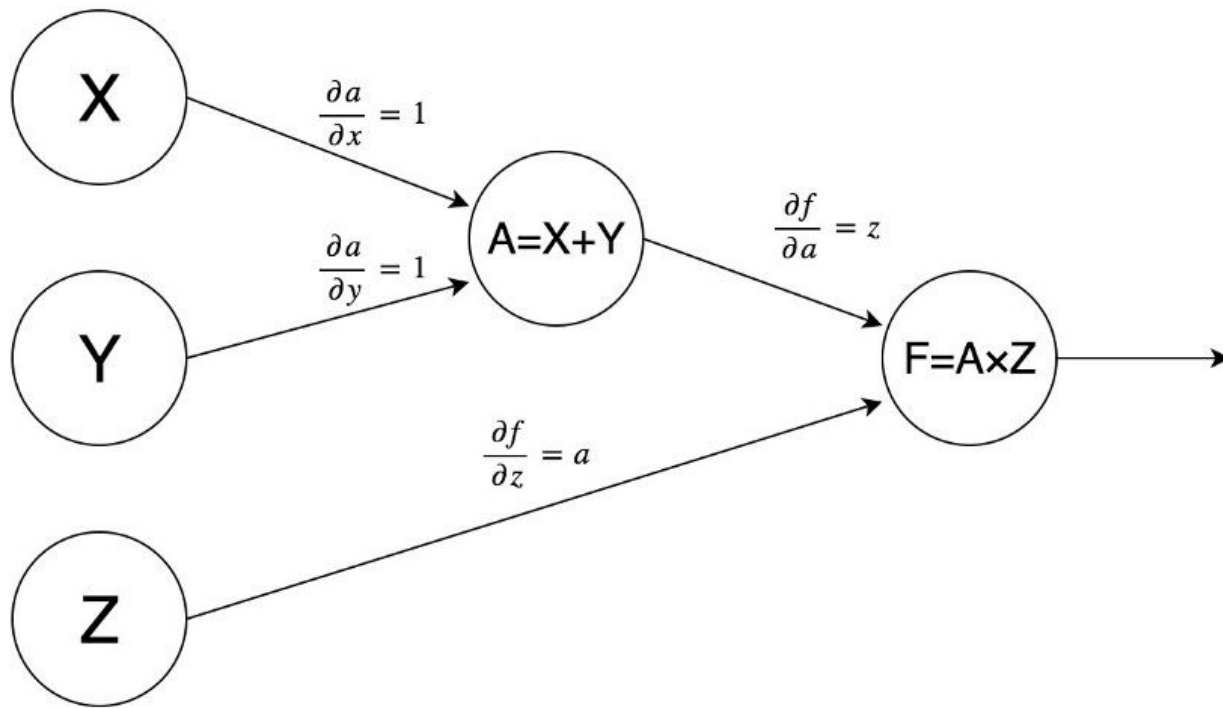 X
∂a/∂x = 1
A=X+Y
∂f/∂a = z
Y
∂a/∂y = 1
F=A×Z
∂f/∂z = a
Z